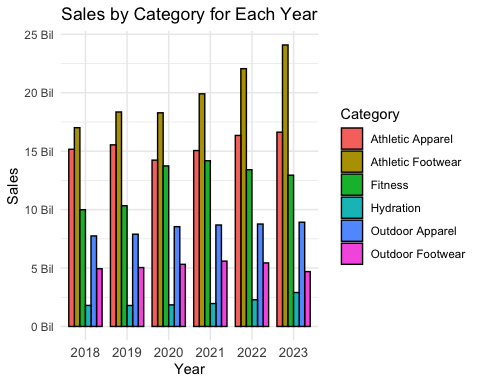 Sales by Category for Each Year
25 Bil
20 Bil
15 Bil
10 Bil
5 Bil
0 Bil
Sales
2018 2019 2020 2021 2022 2023
Year
Category
Athletic Apparel
Athletic Footwear
Fitness
Hydration
Outdoor Apparel
Outdoor Footwear